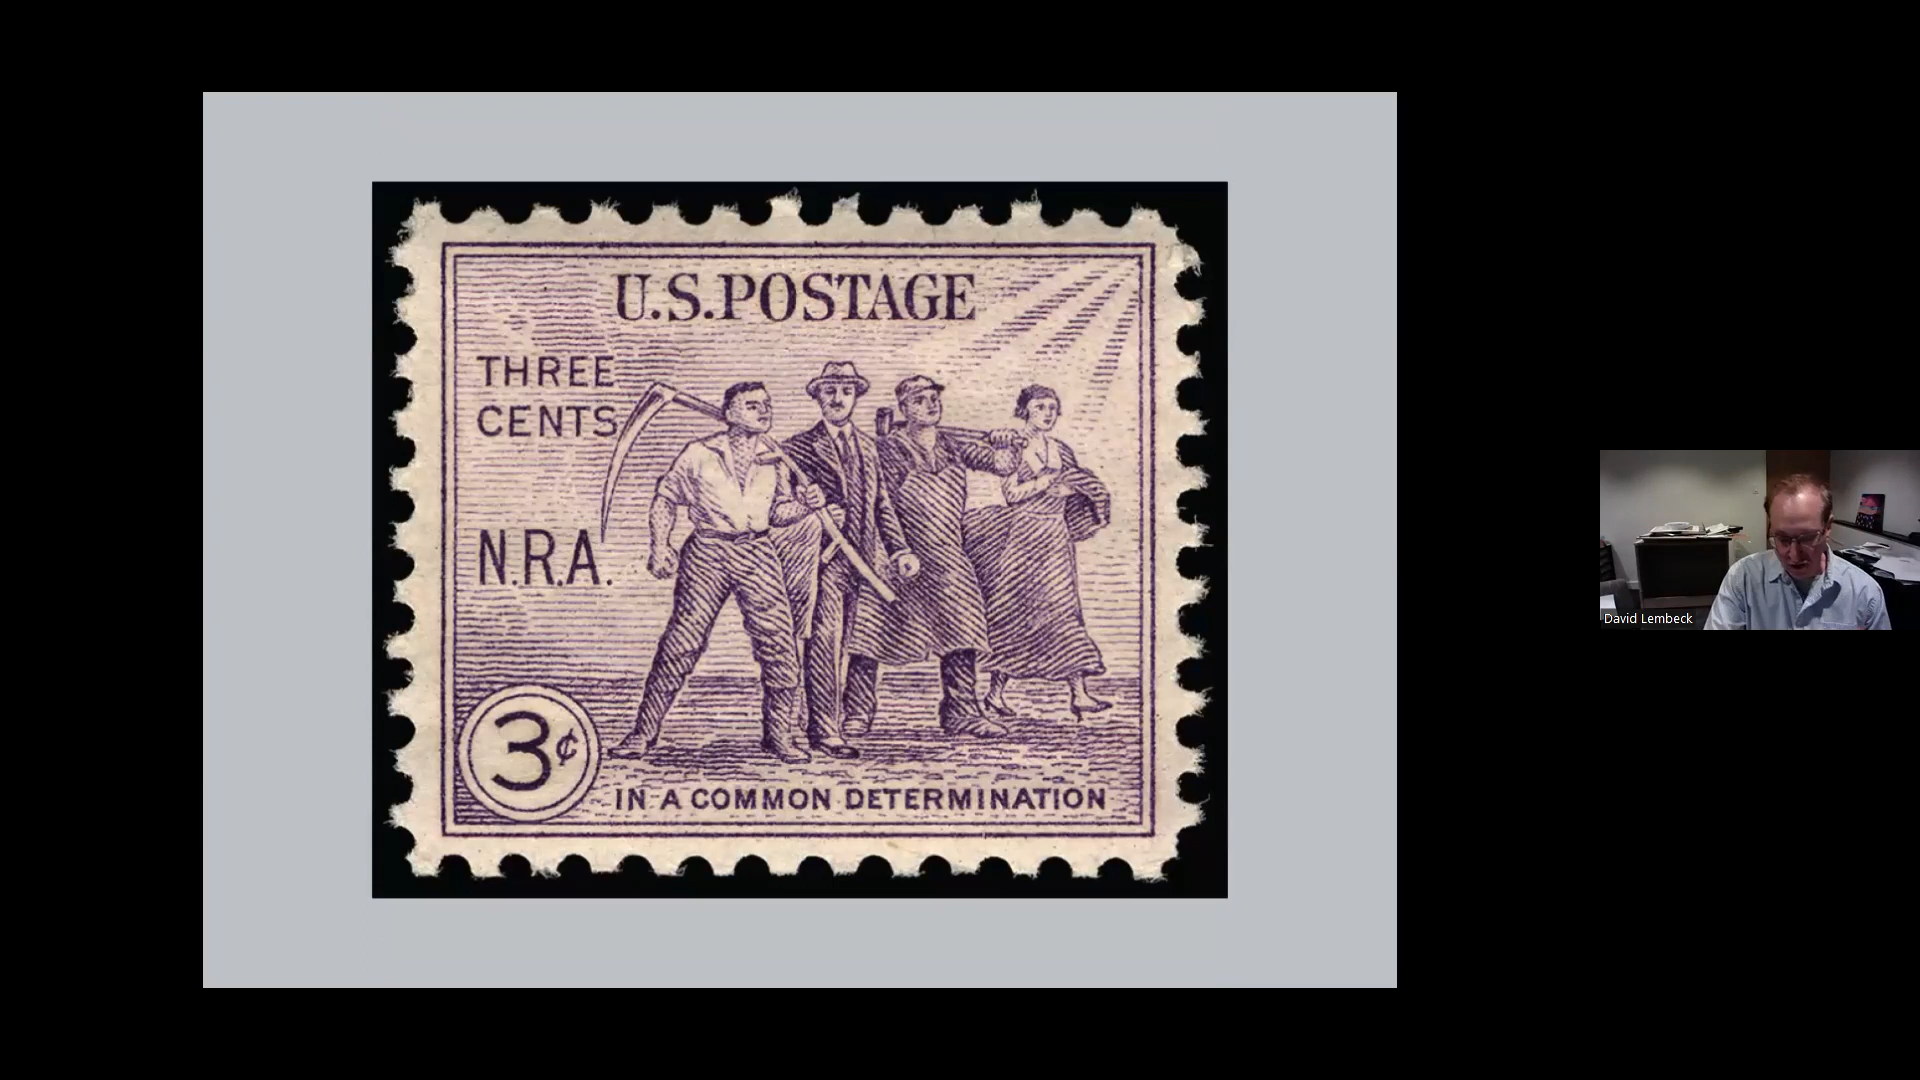 U.S.POSTAGE
THREE
CENTS
N.R.A.
3¢
IN A COMMON DETERMINATION
David Lembeck